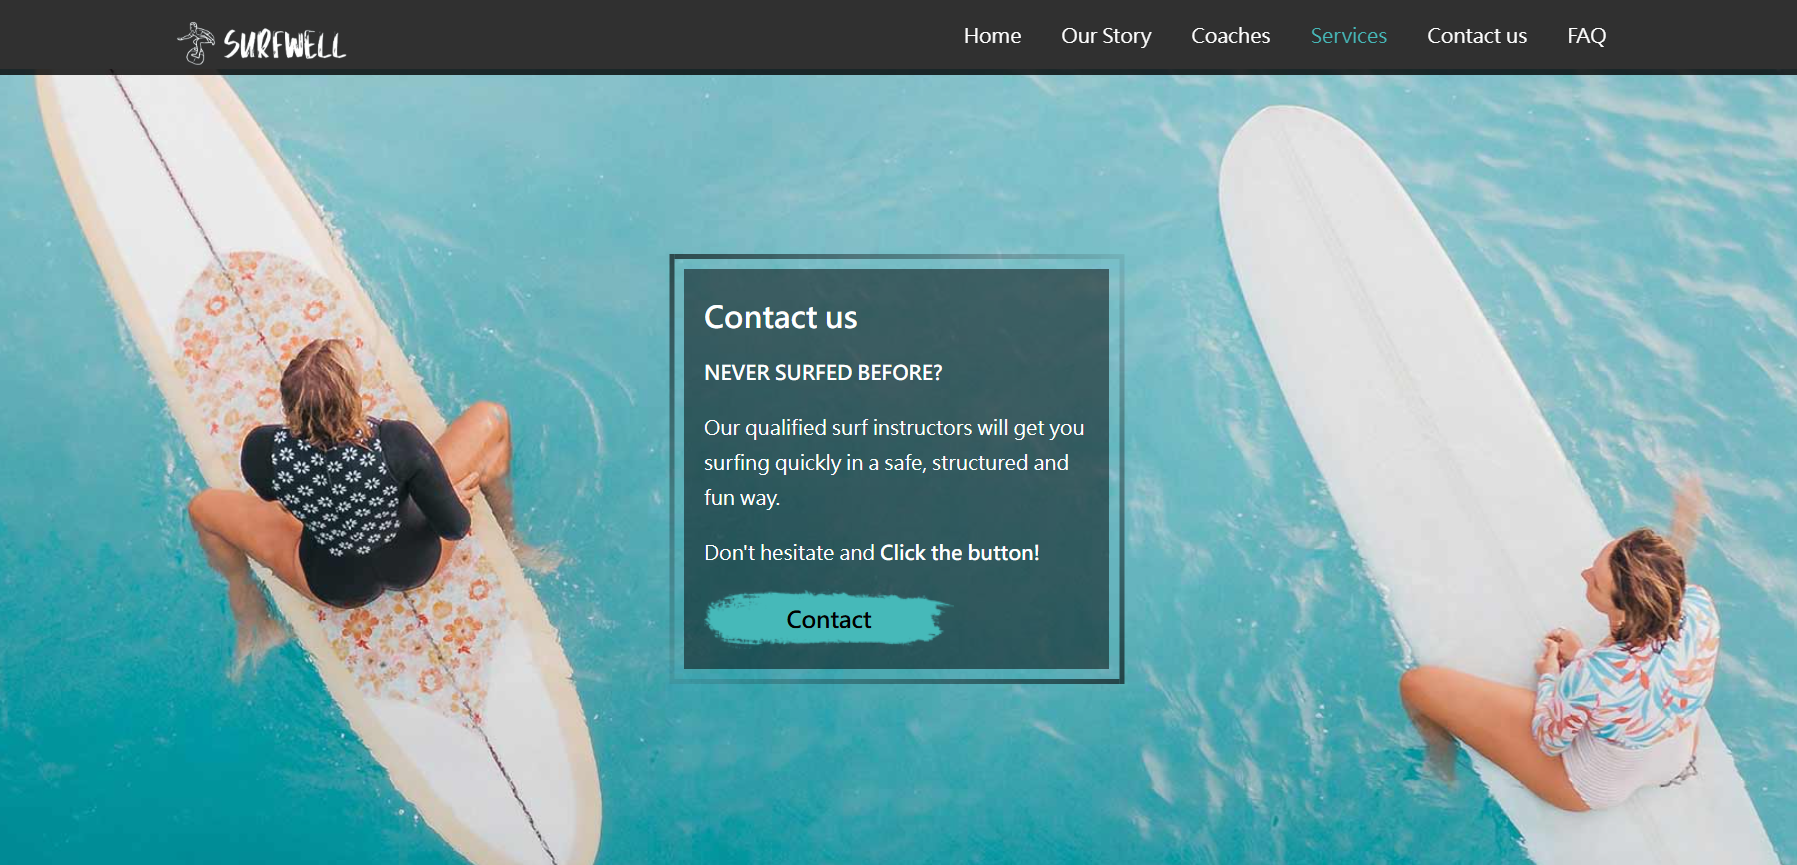 SURFWELL
Home Our Story Coaches Services Contact us FAQ
Contact us
NEVER SURFED BEFORE?
Our qualified surf instructors will get you
surfing quickly in a safe, structured and
fun way.
Don't hesitate and Click the button!
Contact